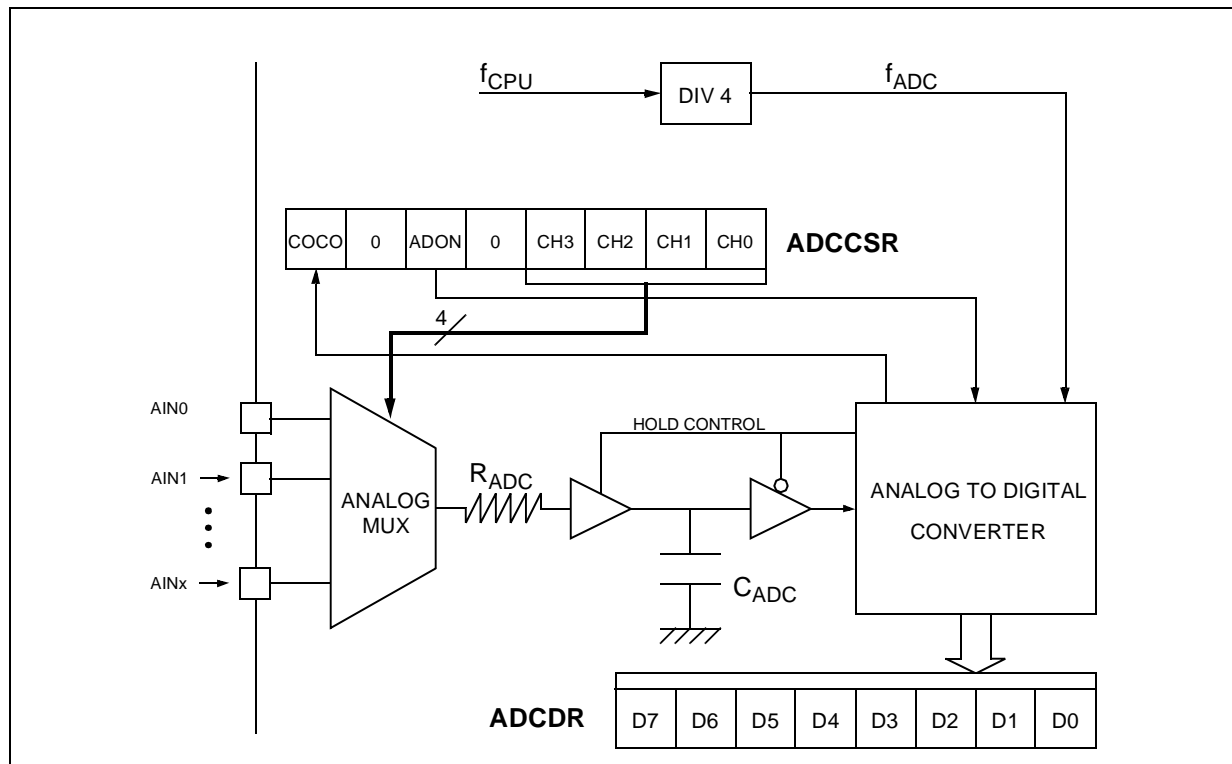 fCPU
DIV 4
fADC
COCO 0 ADON 0 CH3 CH2 CH1 CH0 ADCCSR
4
AIN0
HOLD CONTROL
AIN1
RADC
ANALOG
MUX
ANALOG TO DIGITAL
CONVERTER
AINx
CADC
ADCDR D7 D6 D5 D4 D3 D2 D1 D0